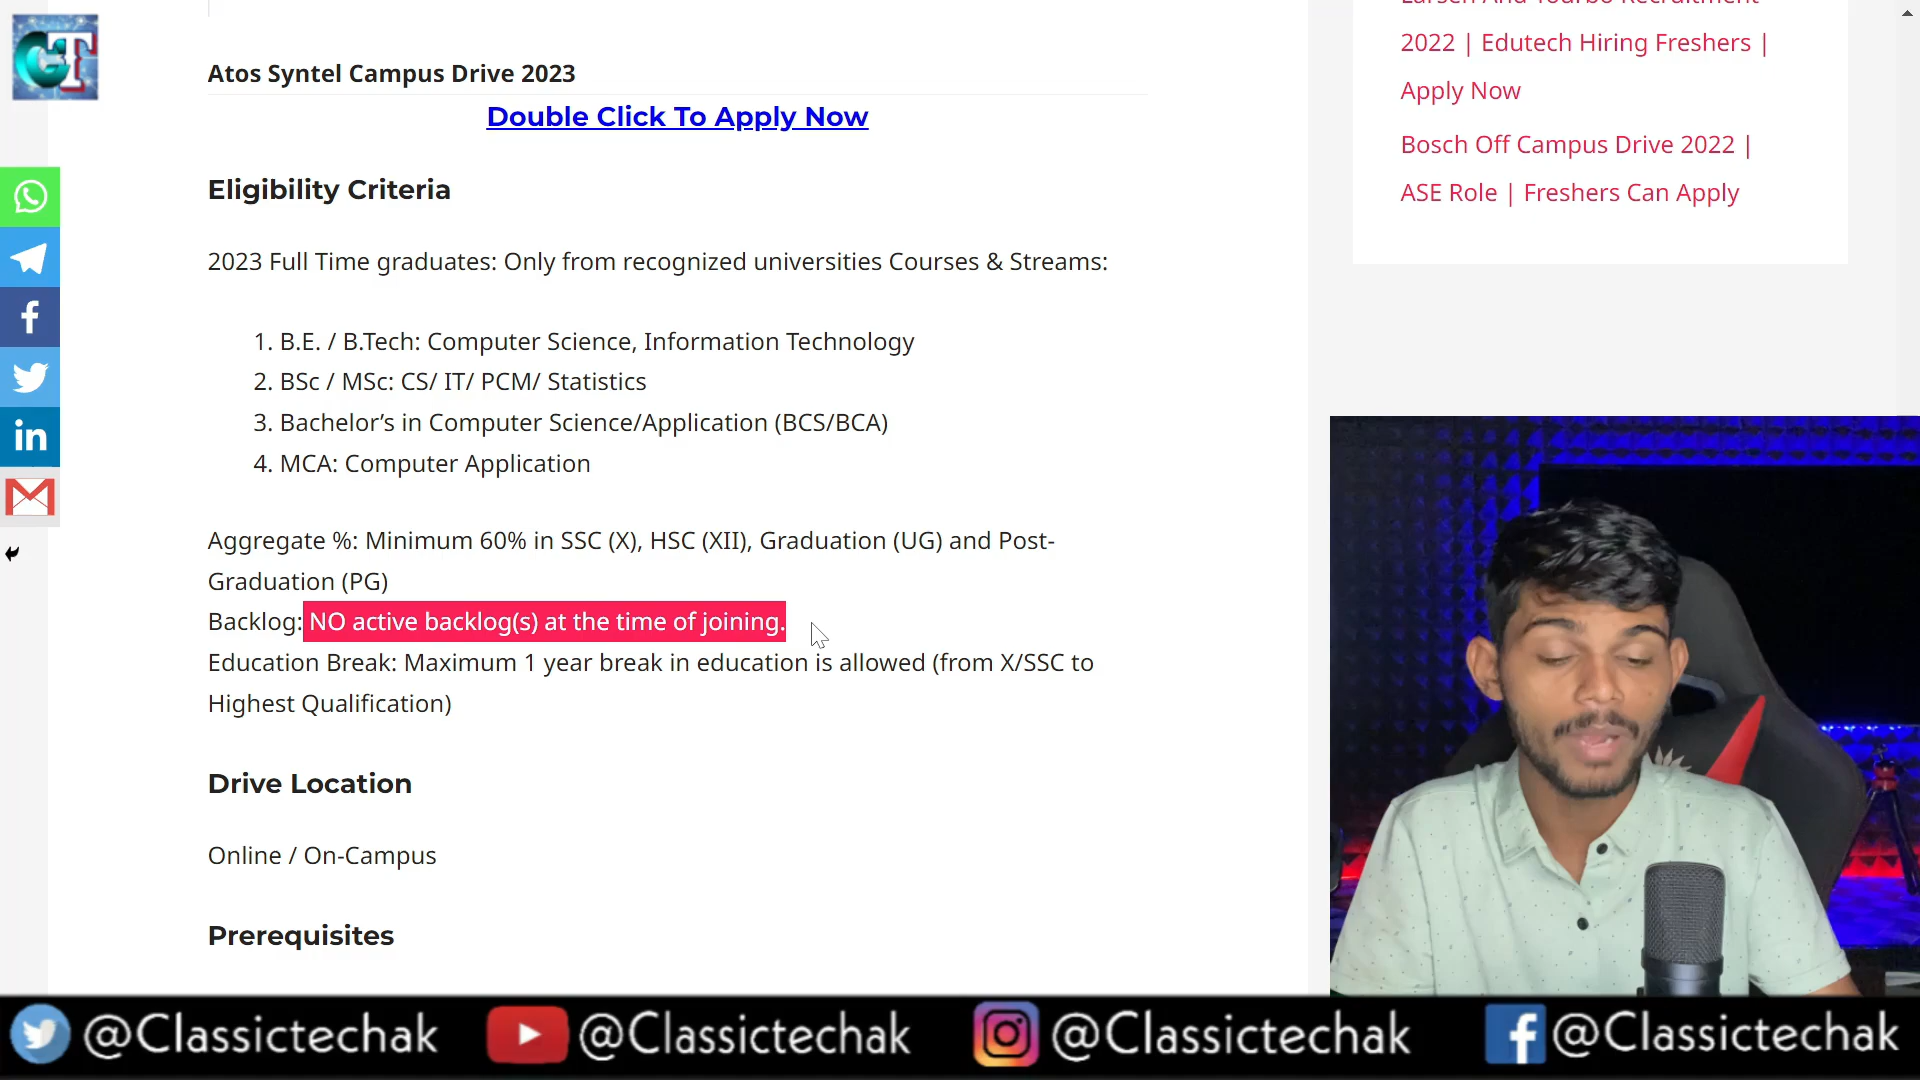 CT
Atos Syntel Campus Drive 2023
Double Click To Apply Now
Eligibility Criteria
2023 Full Time graduates: Only from recognized universities Courses & Streams:
1. B.E. / B.Tech: Computer Science, Information Technology
2. BSc / MSc: CS/ IT/ PCM/ Statistics
3. Bachelor’s in Computer Science/Application (BCS/BCA)
4. MCA: Computer Application
Aggregate %: Minimum 60% in SSC (X), HSC (XII), Graduation (UG) and Post-
Graduation (PG)
Backlog: NO active backlog(s) at the time of joining.
Education Break: Maximum 1 year break in education is allowed (from X/SSC to
Highest Qualification)
Drive Location
Online / On-Campus
Prerequisites
Larsen And Tourbo Recruitment
2022 | Edutech Hiring Freshers |
Apply Now
Bosch Off Campus Drive 2022 |
ASE Role | Freshers Can Apply
@Classictechak @Classictechak @Classictechak @Classictechak